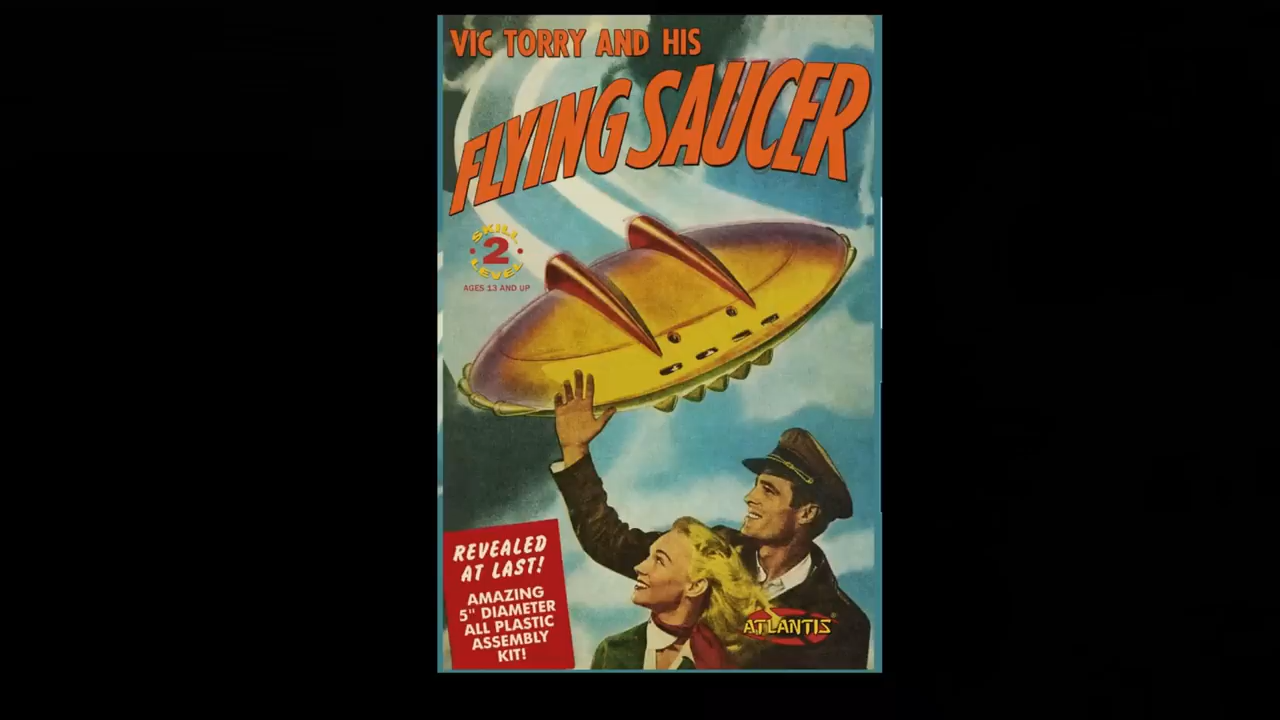 VIC TORRY AND HIS
FLYING SAUCER
SKILL
2
LEVEL
AGES 13 AND UP
REVEALED
AT LAST!
AMAZING
5" DIAMETER
ALL PLASTIC
ASSEMBLY
KIT!
ATLANTIS®